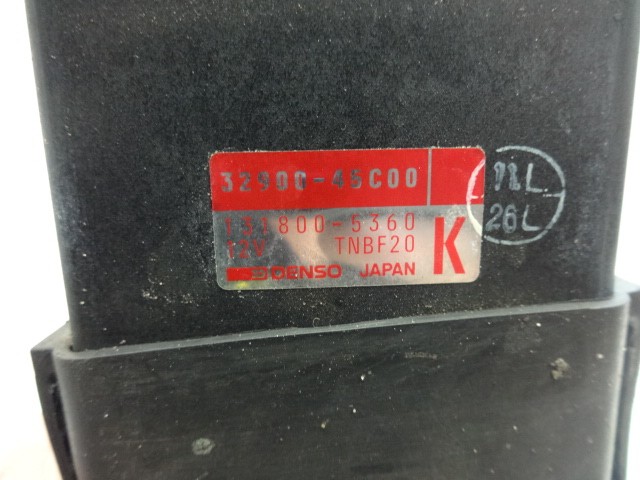 32900-45C00
131800-5360
12V TNBF20
DENSO JAPAN
K
26L